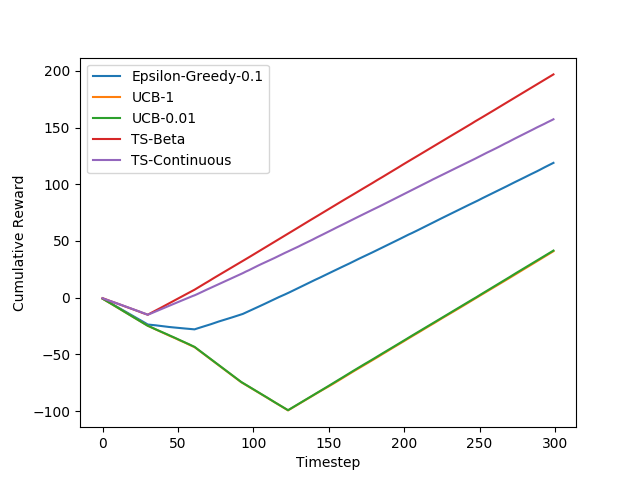 Epsilon-Greedy-0.1
UCB-1
UCB-0.01
TS-Beta
TS-Continuous
200
150
100
50
0
−50
−100
Cumulative Reward
0 50 100 150 200 250 300
Timestep